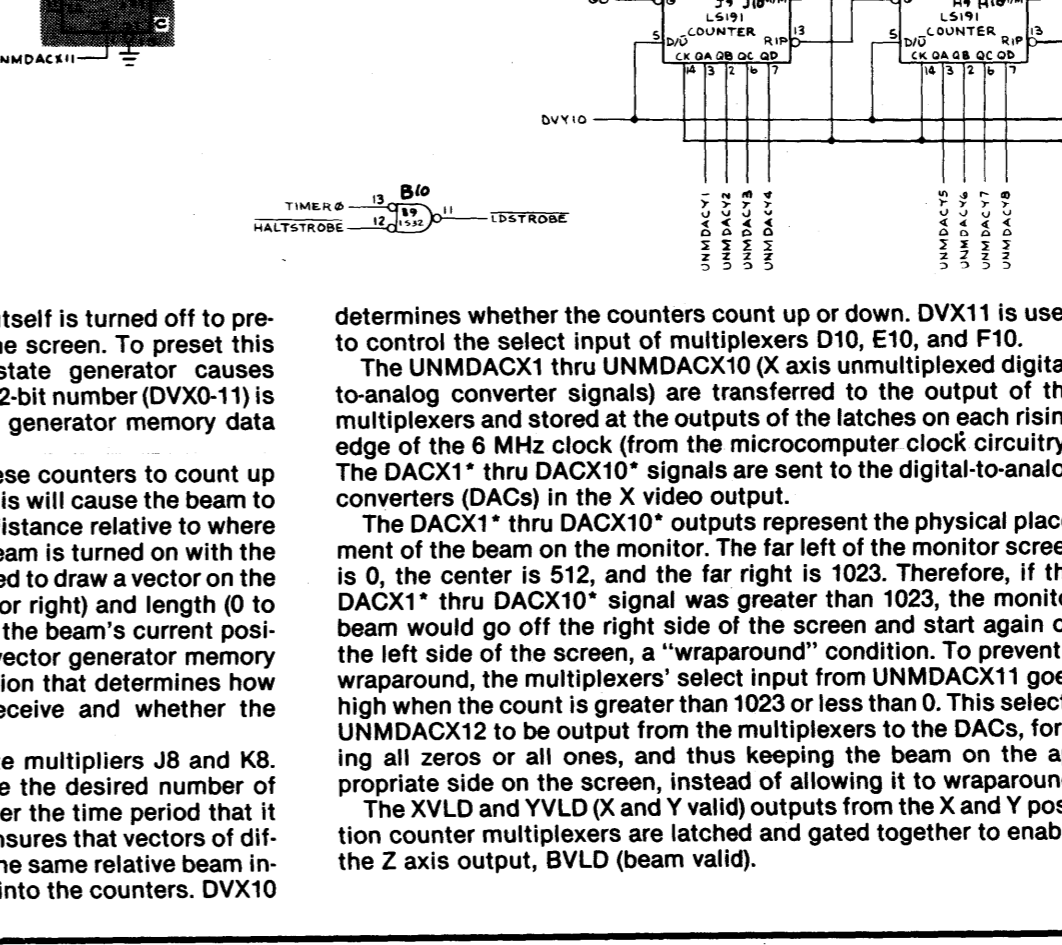 NMDACX11
C
J9 J10
LS191
COUNTER
5
D/Ū
RIP
13
CK QA QB QC QD
14 3 2 6 7
H9 H10
LS191
COUNTER
5
D/Ū
RIP
13
CK QA QB QC QD
14 3 2 6 7
DVY10
UNMDACY1
UNMDACY2
UNMDACY3
UNMDACY4
UNMDACY5
UNMDACY6
UNMDACY7
UNMDACY8
B10
TIMERØ
13
B9
LS32
11
LDSTROBE
HALTSTROBE
12
itself is turned off to pre-
ne screen. To preset this
state generator causes
2-bit number (DVX0-11) is
generator memory data
ese counters to count up
is will cause the beam to
distance relative to where
eam is turned on with the
ed to draw a vector on the
or right) and length (0 to
the beam's current posi-
vector generator memory
tion that determines how
eceive and whether the
te multipliers J8 and K8.
e the desired number of
er the time period that it
nsures that vectors of dif-
ne same relative beam in-
into the counters. DVX10
determines whether the counters count up or down. DVX11 is use
to control the select input of multiplexers D10, E10, and F10.
The UNMDACX1 thru UNMDACX10 (X axis unmultiplexed digita
to-analog converter signals) are transferred to the output of th
multiplexers and stored at the outputs of the latches on each risin
edge of the 6 MHz clock (from the microcomputer clock circuitry
The DACX1* thru DACX10* signals are sent to the digital-to-analo
converters (DACs) in the X video output.
The DACX1* thru DACX10* outputs represent the physical plac
ment of the beam on the monitor. The far left of the monitor scree
is 0, the center is 512, and the far right is 1023. Therefore, if th
DACX1* thru DACX10* signal was greater than 1023, the monito
beam would go off the right side of the screen and start again o
the left side of the screen, a "wraparound" condition. To prevent
wraparound, the multiplexers' select input from UNMDACX11 goe
high when the count is greater than 1023 or less than 0. This select
UNMDACX12 to be output from the multiplexers to the DACs, for
ing all zeros or all ones, and thus keeping the beam on the a
propriate side on the screen, instead of allowing it to wraparoun
The XVLD and YVLD (X and Y valid) outputs from the X and Y pos
tion counter multiplexers are latched and gated together to enab
the Z axis output, BVLD (beam valid).